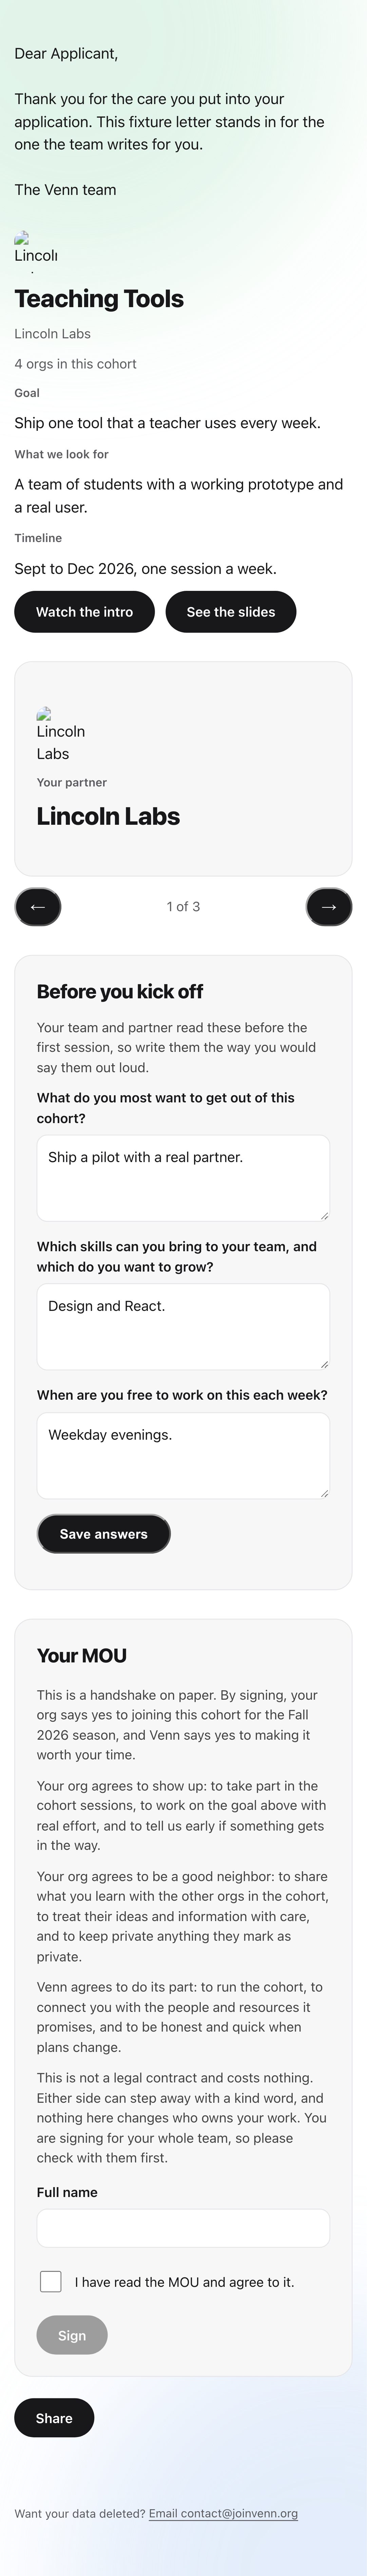 Dear Applicant,
Thank you for the care you put into your
application. This fixture letter stands in for the
one the team writes for you.
The Venn team
Teaching Tools
Lincoln Labs
4 orgs in this cohort
Goal
Ship one tool that a teacher uses every week.
What we look for
A team of students with a working prototype and
a real user.
Timeline
Sept to Dec 2026, one session a week.
Watch the intro
See the slides
Lincoln
Labs
Your partner
Lincoln Labs
←
1 of 3
→
Before you kick off
Your team and partner read these before the
first session, so write them the way you would
say them out loud.
What do you most want to get out of this
cohort?
Ship a pilot with a real partner.
Which skills can you bring to your team, and
which do you want to grow?
Design and React.
When are you free to work on this each week?
Weekday evenings.
Save answers
Your MOU
This is a handshake on paper. By signing, your
org says yes to joining this cohort for the Fall
2026 season, and Venn says yes to making it
worth your time.
Your org agrees to show up: to take part in the
cohort sessions, to work on the goal above with
real effort, and to tell us early if something gets
in the way.
Your org agrees to be a good neighbor: to share
what you learn with the other orgs in the cohort,
to treat their ideas and information with care,
and to keep private anything they mark as
private.
Venn agrees to do its part: to run the cohort, to
connect you with the people and resources it
promises, and to be honest and quick when
plans change.
This is not a legal contract and costs nothing.
Either side can step away with a kind word, and
nothing here changes who owns your work. You
are signing for your whole team, so please
check with them first.
Full name
I have read the MOU and agree to it.
Sign
Share
Want your data deleted? Email contact@joinvenn.org